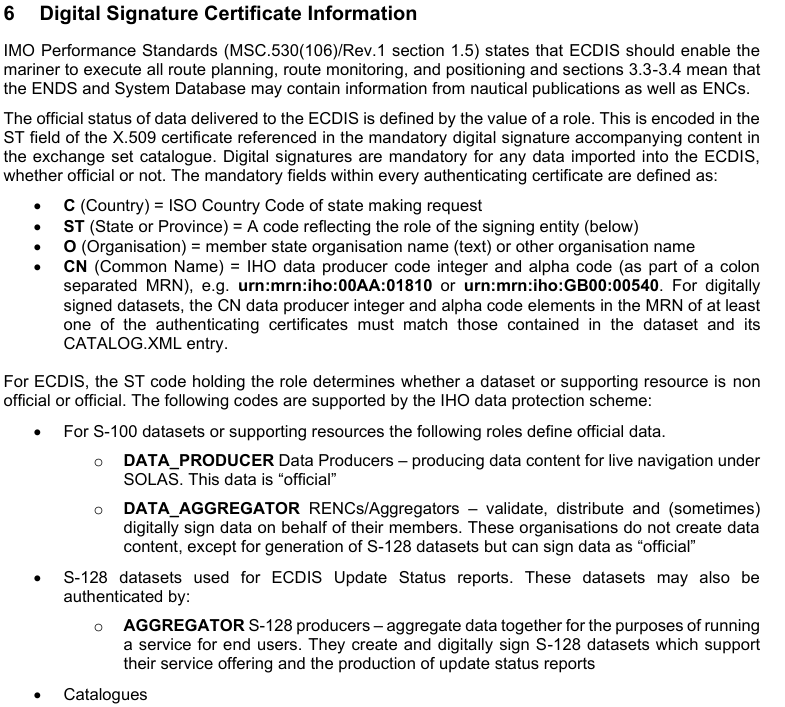 6 Digital Signature Certificate Information
IMO Performance Standards (MSC.530(106)/Rev.1 section 1.5) states that ECDIS should enable the
mariner to execute all route planning, route monitoring, and positioning and sections 3.3-3.4 mean that
the ENDS and System Database may contain information from nautical publications as well as ENCs.
The official status of data delivered to the ECDIS is defined by the value of a role. This is encoded in the
ST field of the X.509 certificate referenced in the mandatory digital signature accompanying content in
the exchange set catalogue. Digital signatures are mandatory for any data imported into the ECDIS,
whether official or not. The mandatory fields within every authenticating certificate are defined as:
• C (Country) = ISO Country Code of state making request
• ST (State or Province) = A code reflecting the role of the signing entity (below)
• O (Organisation) = member state organisation name (text) or other organisation name
• CN (Common Name) = IHO data producer code integer and alpha code (as part of a colon
separated MRN), e.g. urn:mrn:iho:00AA:01810 or urn:mrn:iho:GB00:00540. For digitally
signed datasets, the CN data producer integer and alpha code elements in the MRN of at least
one of the authenticating certificates must match those contained in the dataset and its
CATALOG.XML entry.
For ECDIS, the ST code holding the role determines whether a dataset or supporting resource is non
official or official. The following codes are supported by the IHO data protection scheme:
• For S-100 datasets or supporting resources the following roles define official data.
○ DATA_PRODUCER Data Producers – producing data content for live navigation under
SOLAS. This data is “official”
○ DATA_AGGREGATOR RENCs/Aggregators – validate, distribute and (sometimes)
digitally sign data on behalf of their members. These organisations do not create data
content, except for generation of S-128 datasets but can sign data as “official”
• S-128 datasets used for ECDIS Update Status reports. These datasets may also be
authenticated by:
○ AGGREGATOR S-128 producers – aggregate data together for the purposes of running
a service for end users. They create and digitally sign S-128 datasets which support
their service offering and the production of update status reports
• Catalogues